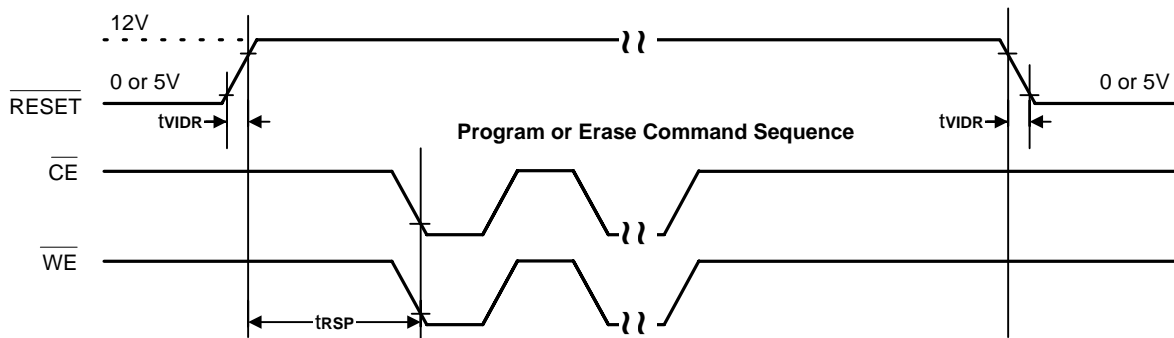 12V
0 or 5V
0 or 5V
RESET
tVIDR
Program or Erase Command Sequence
tVIDR
CE
WE
tRSP